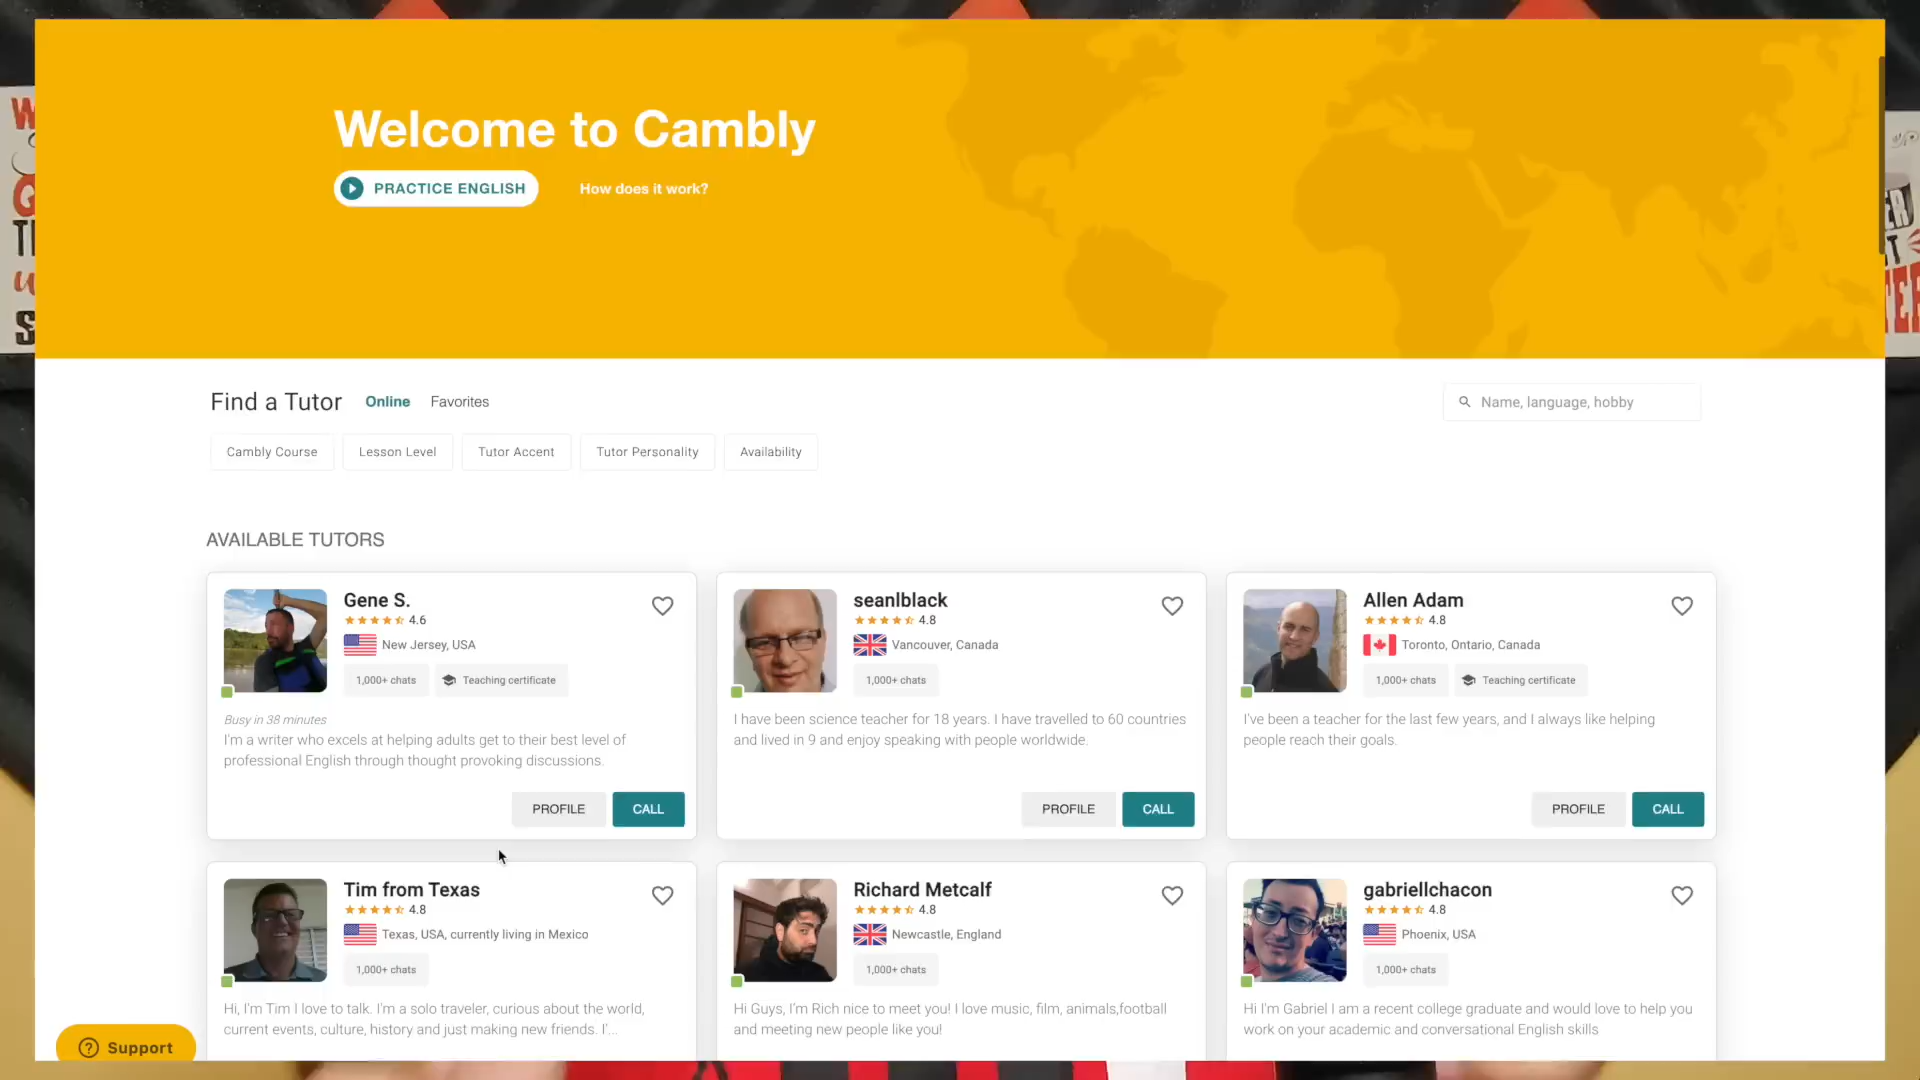 Welcome to Cambly
PRACTICE ENGLISH
How does it work?
Find a Tutor
Online
Favorites
Name, language, hobby
Cambly Course
Lesson Level
Tutor Accent
Tutor Personality
Availability
AVAILABLE TUTORS
Gene S.
4.6
New Jersey, USA
1,000+ chats
Teaching certificate
Busy in 38 minutes
I'm a writer who excels at helping adults get to their best level of
professional English through thought provoking discussions.
PROFILE
CALL
seanlblack
4.8
Vancouver, Canada
1,000+ chats
I have been science teacher for 18 years. I have travelled to 60 countries
and lived in 9 and enjoy speaking with people worldwide.
PROFILE
CALL
Allen Adam
4.8
Toronto, Ontario, Canada
1,000+ chats
Teaching certificate
I've been a teacher for the last few years, and I always like helping
people reach their goals.
PROFILE
CALL
Tim from Texas
4.8
Texas, USA, currently living in Mexico
1,000+ chats
Hi, I'm Tim I love to talk. I'm a solo traveler, curious about the world,
current events, culture, history and just making new friends. I'...
Richard Metcalf
4.8
Newcastle, England
1,000+ chats
Hi Guys, I'm Rich nice to meet you! I love music, film, animals,football
and meeting new people like you!
gabriellchacon
4.8
Phoenix, USA
1,000+ chats
Hi I'm Gabriel I am a recent college graduate and would love to help you
work on your academic and conversational English skills
Support